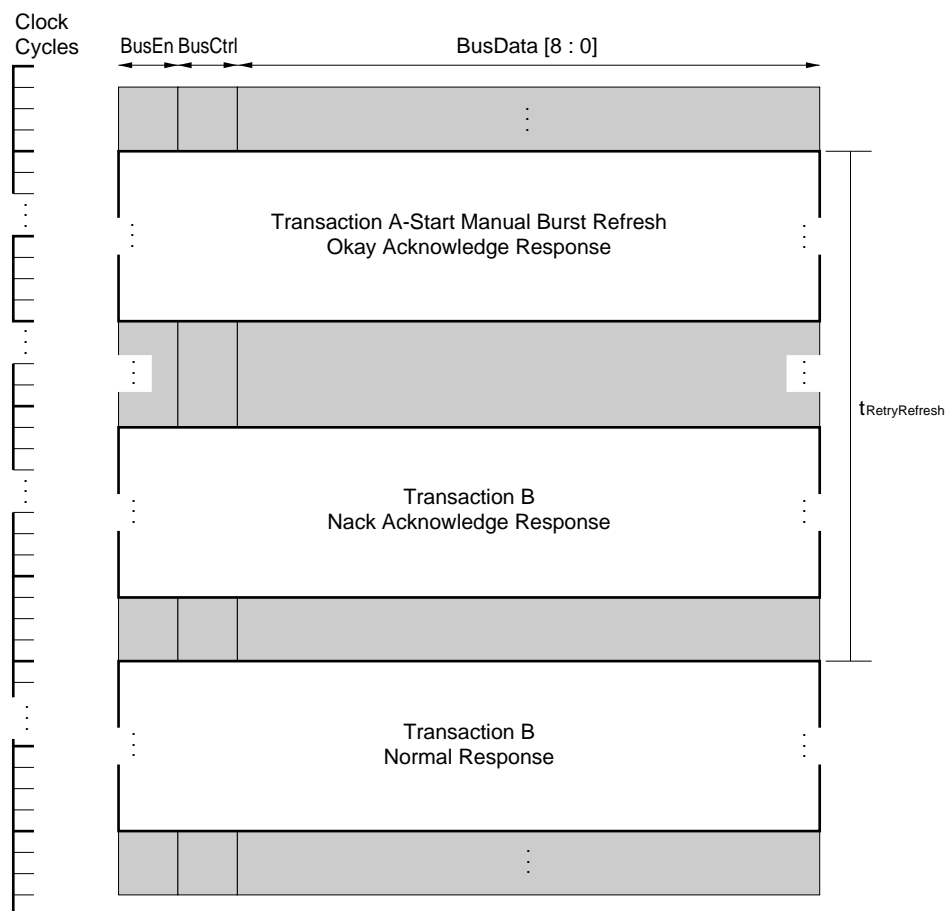 Clock
Cycles
BusEn BusCtrl BusData [8 : 0]
Transaction A-Start Manual Burst Refresh
Okay Acknowledge Response
tRetryRefresh
Transaction B
Nack Acknowledge Response
Transaction B
Normal Response